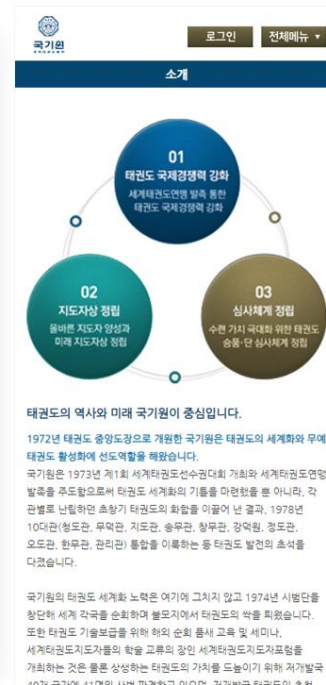 국기원
로그인
전체메뉴 ▼
소개
01
태권도 국제경쟁력 강화
세계태권도연맹 발족 통한
태권도 국제경쟁력 강화
02
지도자상 정립
올바른 지도자 양성과
미래 지도자상 정립
03
심사체계 정립
수련 가치 극대화 위한 태권도
승품·단 심사체계 정립
태권도의 역사와 미래 국기원이 중심입니다.
1972년 태권도 중앙도장으로 개원한 국기원은 태권도의 세계화와 무예
태권도 활성화에 선도역할을 해왔습니다.
국기원은 1973년 제1회 세계태권도선수권대회 개최와 세계태권도연맹
발족을 주도함으로써 태권도 세계화의 기틀을 마련했을 뿐 아니라, 각
관별로 난립하던 초창기 태권도의 화합을 이끌어 낸 결과, 1978년
10대관(청도관, 무덕관, 지도관, 송무관, 창무관, 강덕원, 정도관,
오도관, 한무관, 관리관) 통합을 이룩하는 등 태권도 발전의 초석을
다졌습니다.
국기원의 태권도 세계화 노력은 여기에 그치지 않고 1974년 시범단을
창단해 세계 각국을 순회하며 불모지에서 태권도의 싹을 틔웠습니다.
또한 태권도 기술보급을 위해 해외 순회 품새 교육 및 세미나,
세계태권도지도자들의 학술 교류의 장인 세계태권도지도자포럼을
개최하는 것은 물론 상생하는 태권도의 가치를 드높이기 위해 저개발국